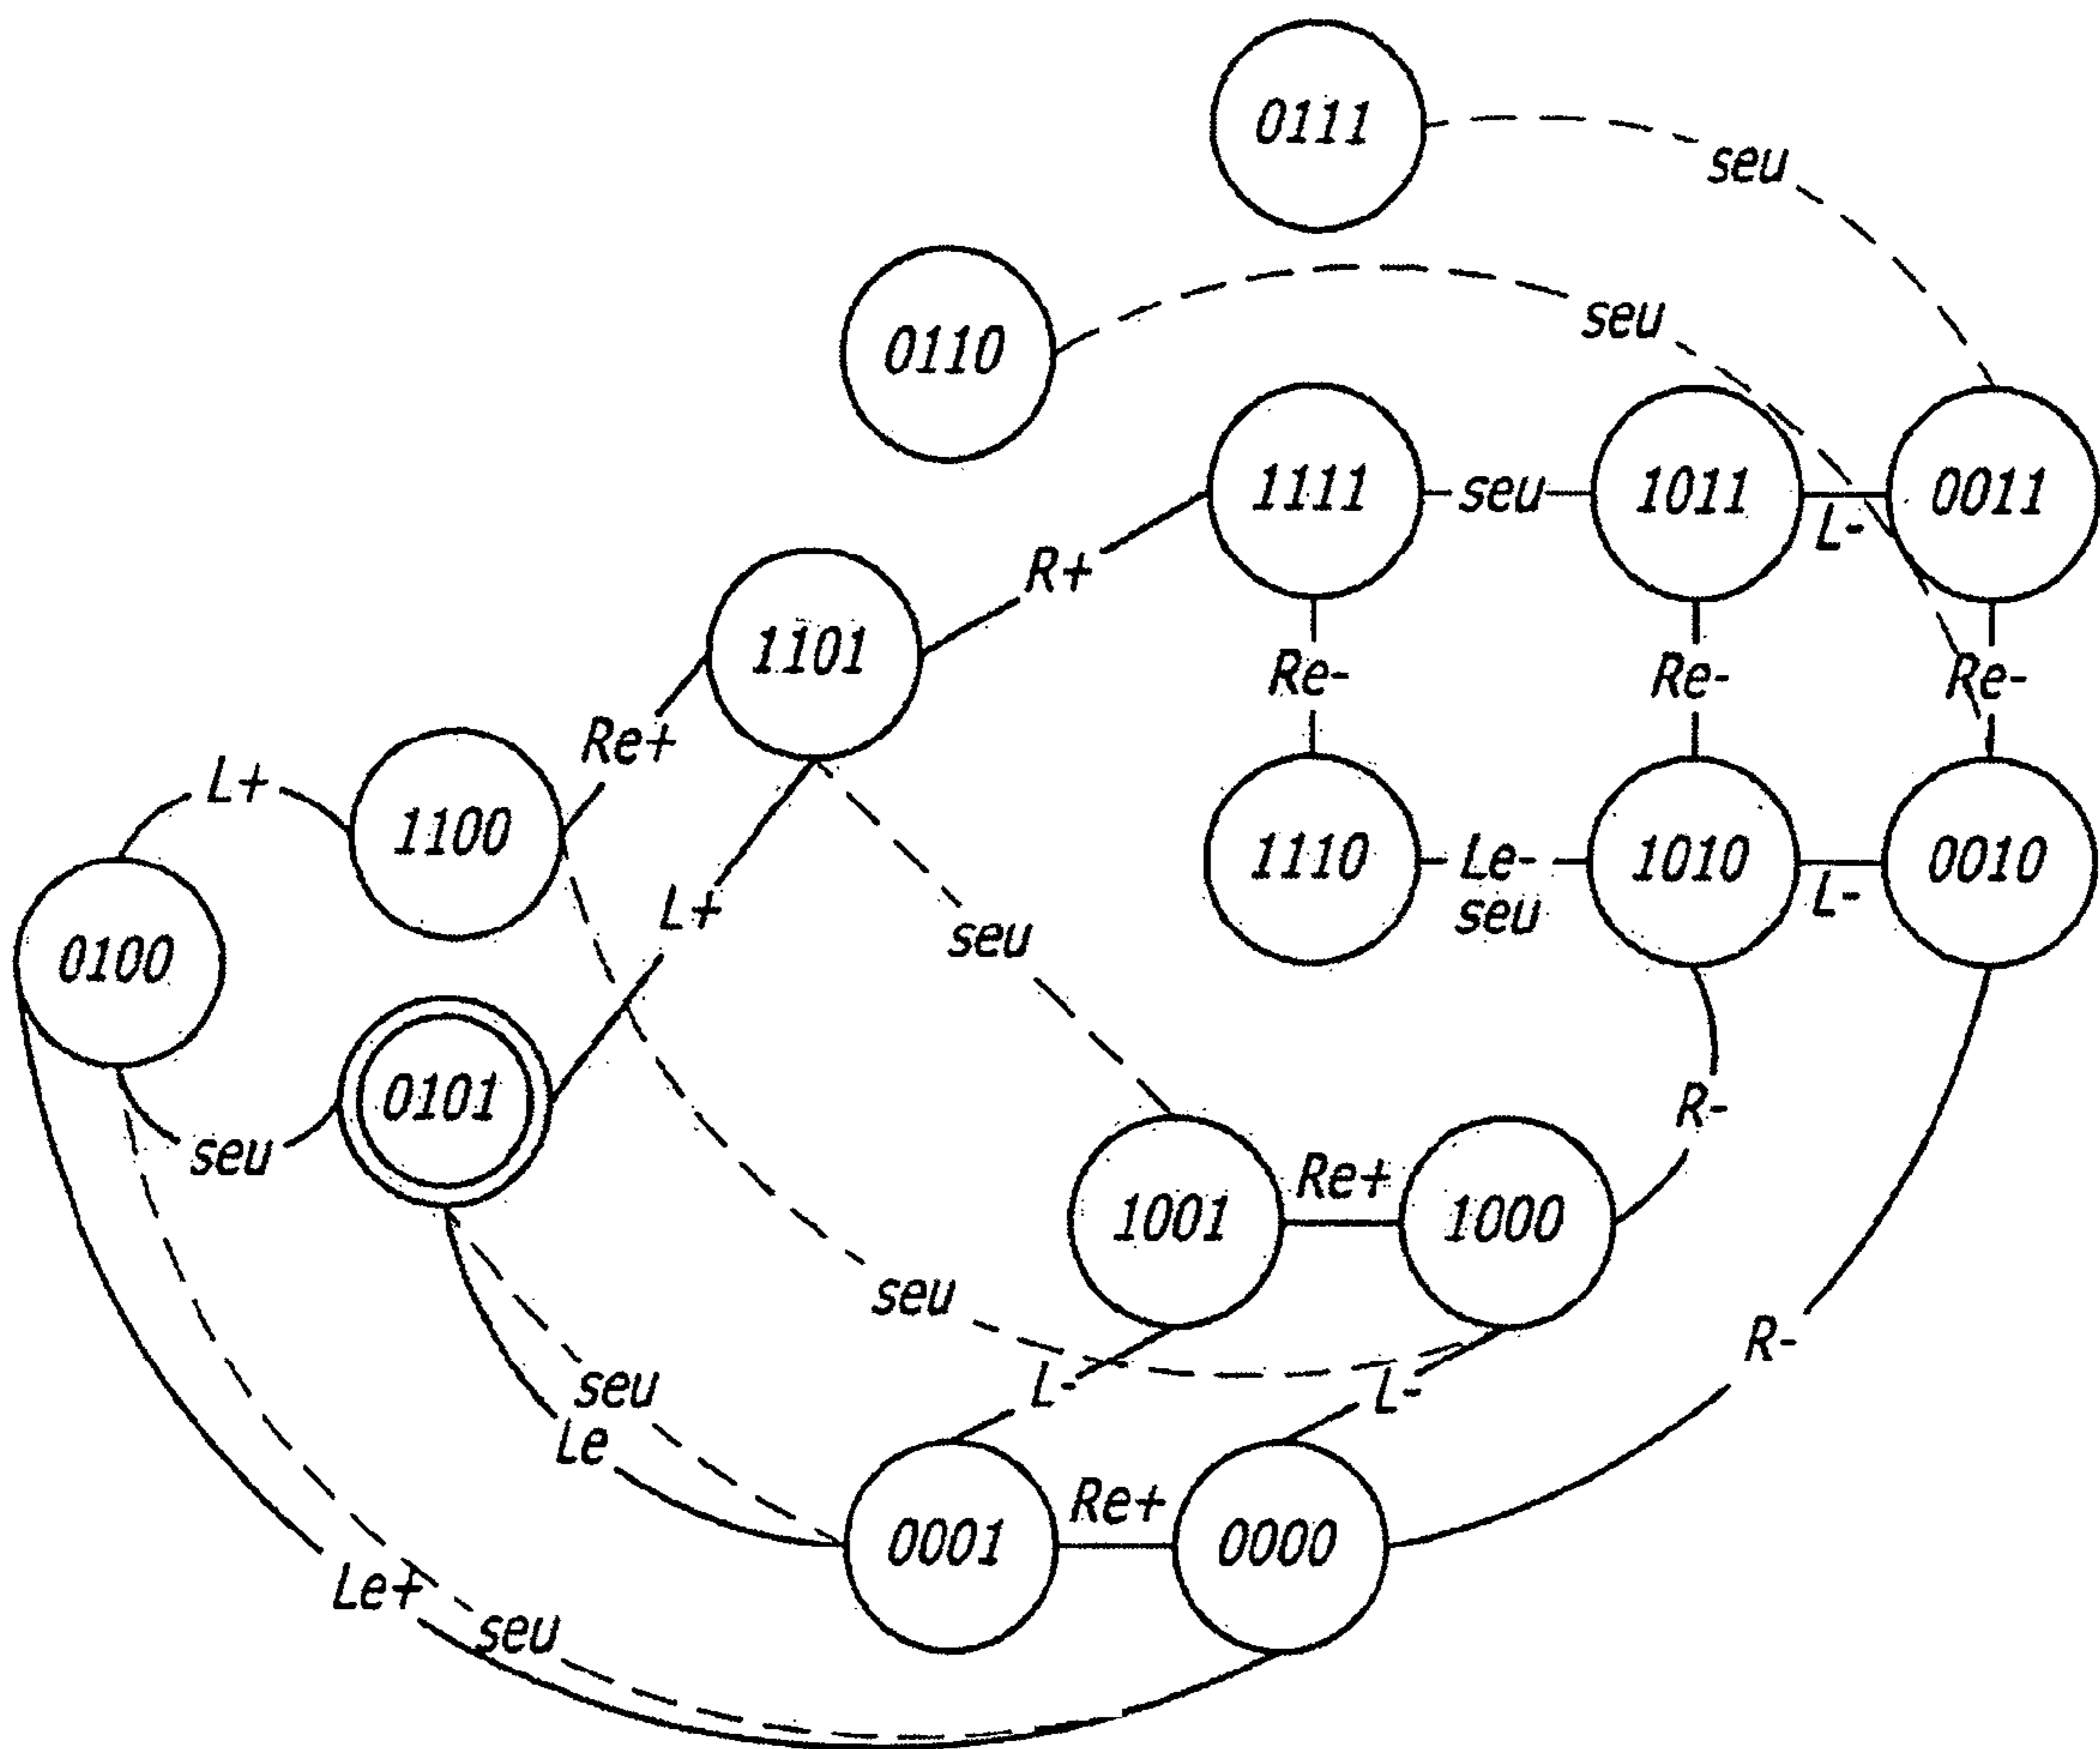 0111
seu
0110
seu
1111
seu
1011
L-
0011
R+
1101
Re-
Re-
Re-
Re+
L+
1100
1110
Le-
seu
1010
L-
0010
L+
seu
0100
0101
R-
seu
1001
Re+
1000
seu
R-
L-
L-
seu
Le
Re+
0001
0000
Le+
seu